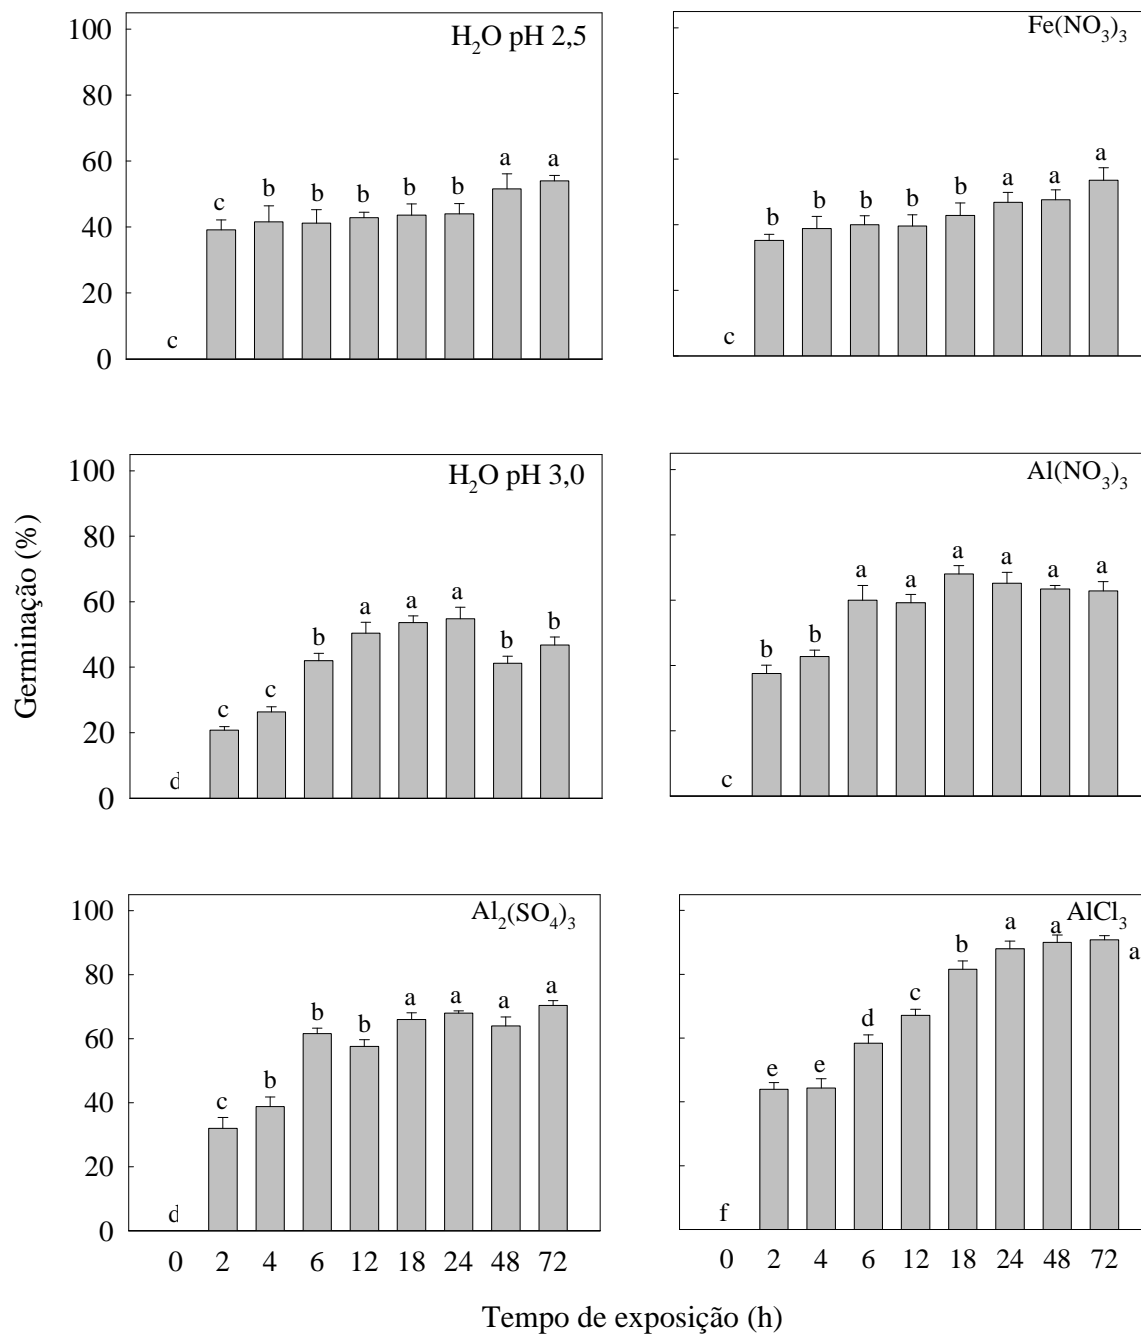 H₂O pH 2,5
100
80
60
40
20
0
c c b b b b b a a
Fe(NO₃)₃
c b b b b b a a a
Germinação (%)
H₂O pH 3,0
100
80
60
40
20
0
d c c b a a a b b
Al(NO₃)₃
c b b a a a a a a
Al₂(SO₄)₃
100
80
60
40
20
0
d c b b b a a a a
0 2 4 6 12 18 24 48 72
AlCl₃
f e e d c b a a a
0 2 4 6 12 18 24 48 72
Tempo de exposição (h)